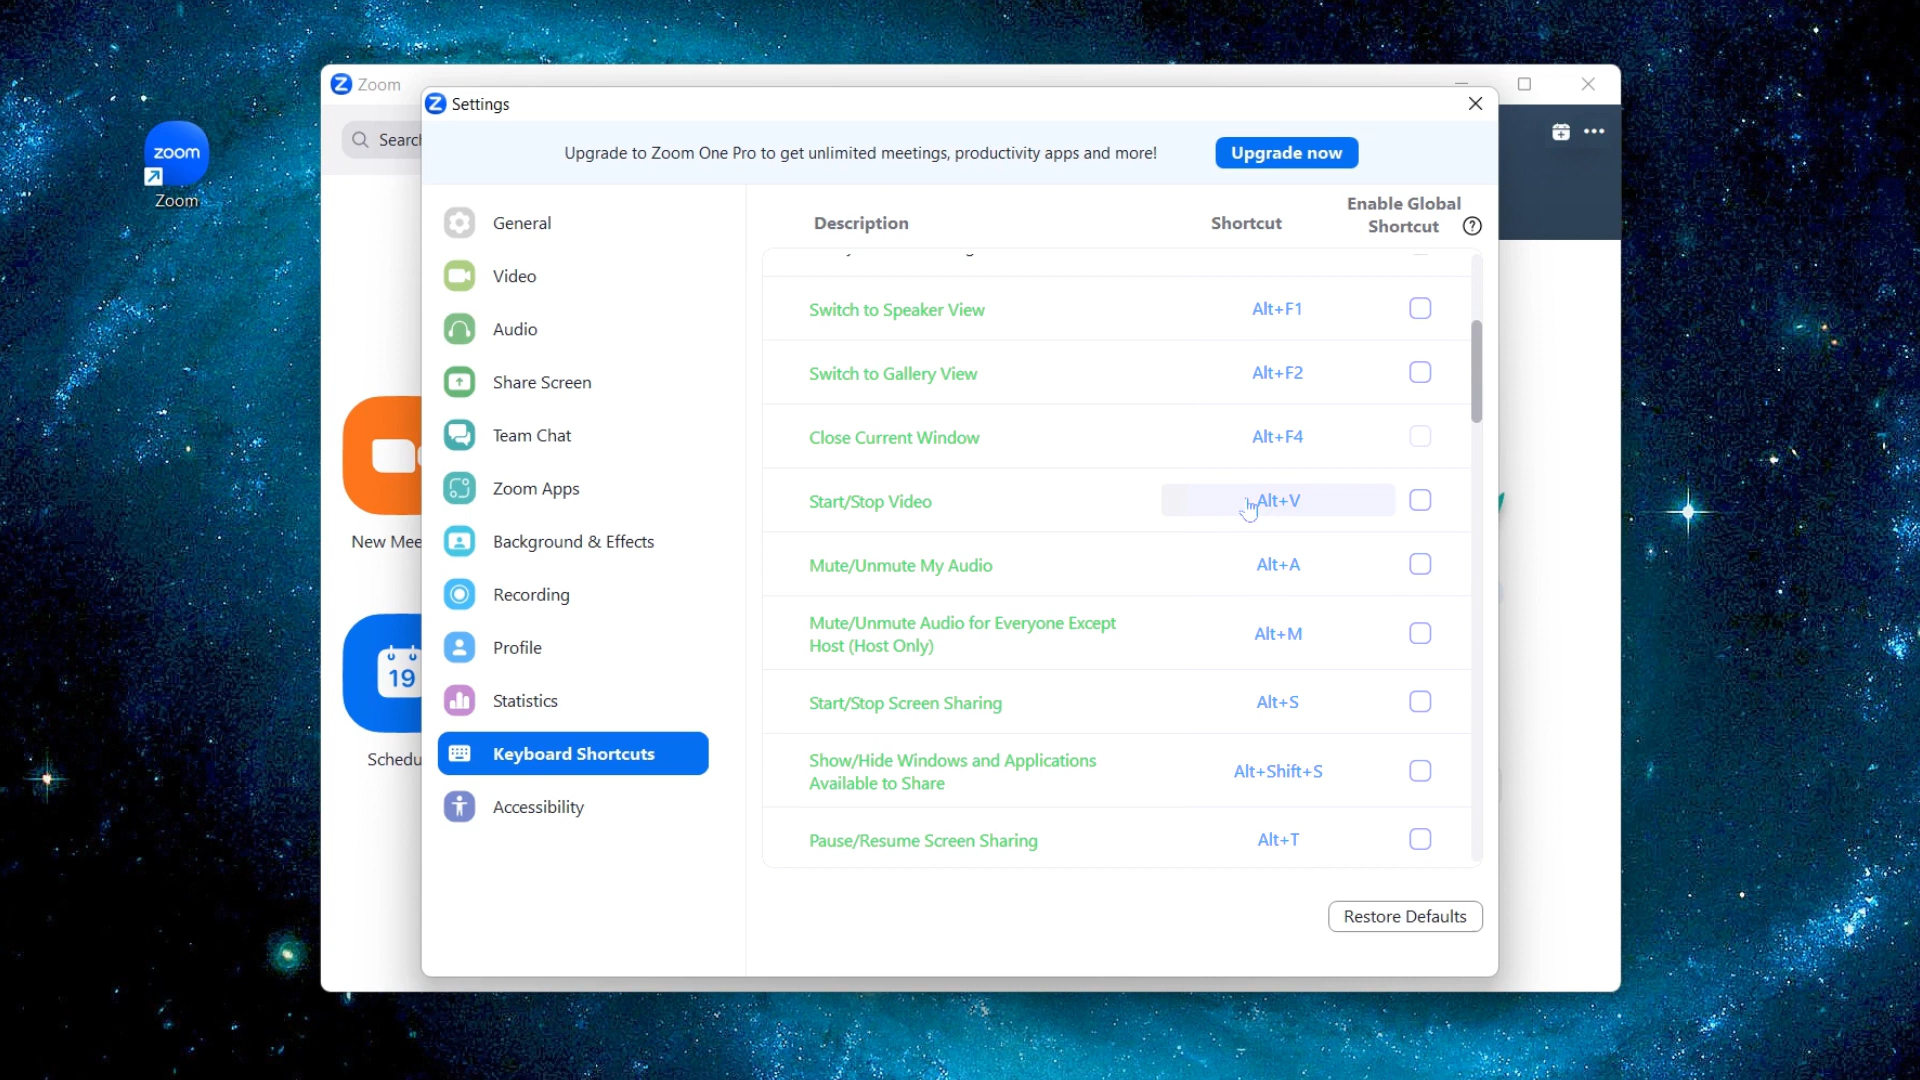 Zoom
Settings
Upgrade to Zoom One Pro to get unlimited meetings, productivity apps and more!
Upgrade now
zoom
Zoom
General
Video
Audio
Share Screen
Team Chat
Zoom Apps
Background & Effects
Recording
Profile
Statistics
Keyboard Shortcuts
Accessibility
Description
Shortcut
Enable Global
Shortcut
Switch to Speaker View
Alt+F1
Switch to Gallery View
Alt+F2
Close Current Window
Alt+F4
Start/Stop Video
Alt+V
Mute/Unmute My Audio
Alt+A
Mute/Unmute Audio for Everyone Except
Host (Host Only)
Alt+M
Start/Stop Screen Sharing
Alt+S
Show/Hide Windows and Applications
Available to Share
Alt+Shift+S
Pause/Resume Screen Sharing
Alt+T
Restore Defaults
New
19